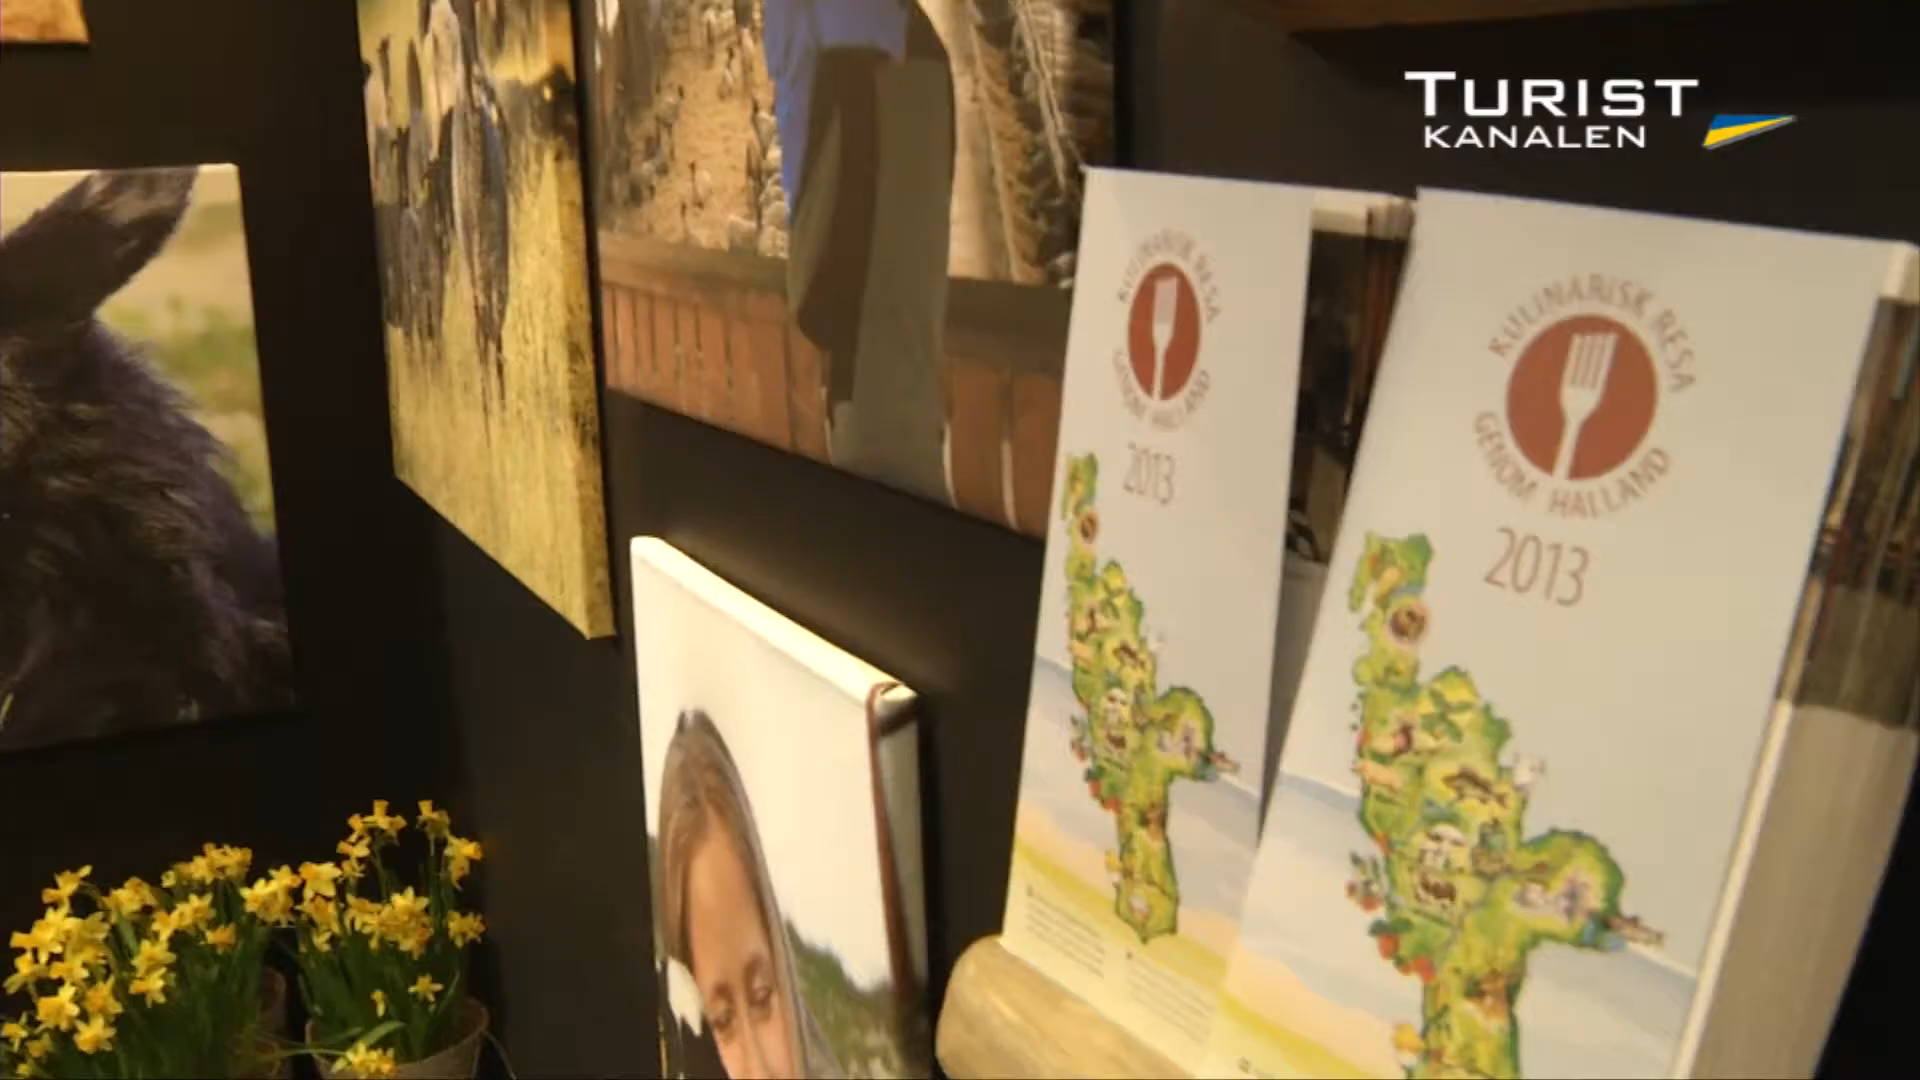 TURIST
KANALEN
KULINARISK RESA
GENOM HALLAND
2013
KULINARISK RESA
GENOM HALLAND
2013